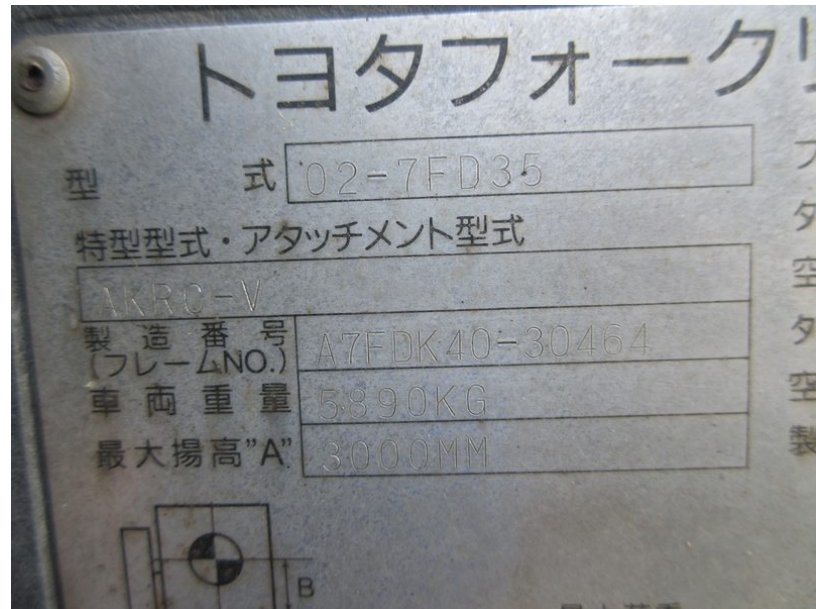 トヨタフォークリ
型 式 02-7FD35
特型型式・アタッチメント型式
AKRC-V
製造番号
(フレームNO.) A7FDK40-30464
車両重量 5890KG
最大揚高"A" 3000MM
B